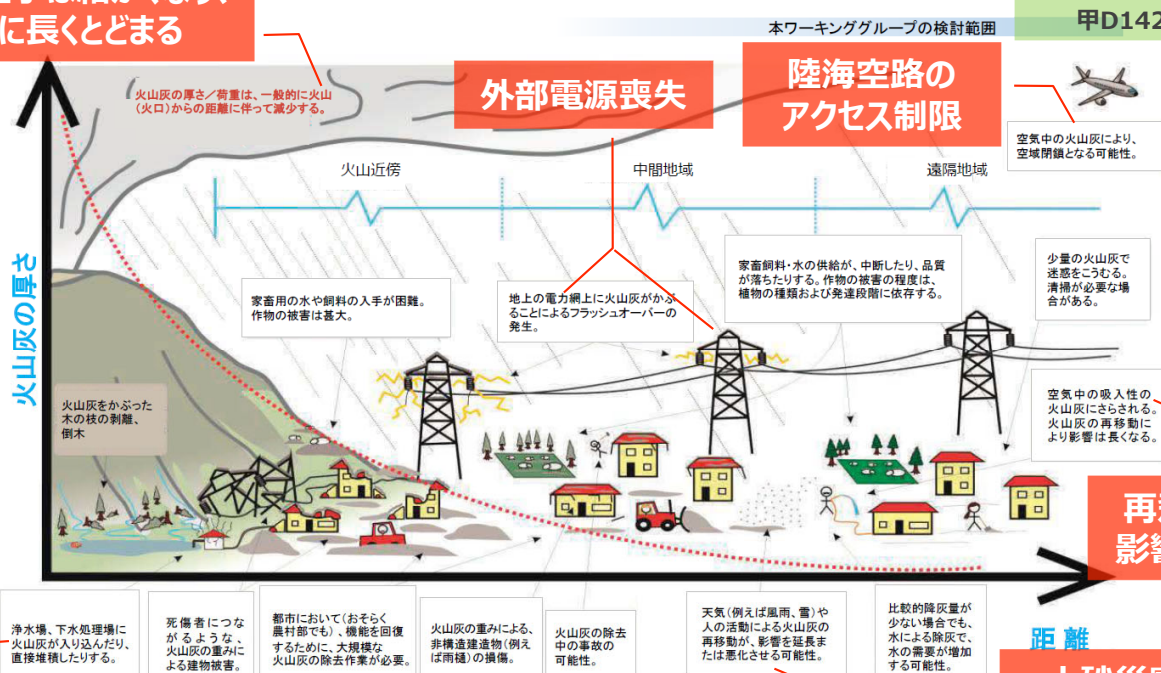 に長くとどまる
本ワーキンググループの検討範囲
甲D142
火山灰の厚さ／荷重は、一般的に火山
（火口）からの距離に伴って減少する。
外部電源喪失
陸海空路の
アクセス制限
空気中の火山灰により、
空域閉鎖となる可能性。
火山近傍
中間地域
遠隔地域
火山灰の厚さ
家畜用の水や飼料の入手が困難。
作物の被害は甚大。
地上の電力網上に火山灰がかぶ
ることによるフラッシュオーバーの
発生。
家畜飼料・水の供給が、中断したり、品質
が落ちたりする。作物の被害の程度は、
植物の種類および発達段階に依存する。
少量の火山灰で
迷惑をこうむる。
清掃が必要な場
合がある。
火山灰をかぶった
木の枝の剥離、
倒木
空気中の吸入性の
火山灰にさらされる。
火山灰の再移動に
より影響は長くなる。
影響
浄水場、下水処理場に
火山灰が入り込んだり、
直接堆積したりする。
死傷者につな
がるような、
火山灰の重みに
よる建物被害。
都市において（おそらく
農村部でも）、機能を回復
するために、大規模な
火山灰の除去作業が必要。
火山灰の重みによる、
非構造建造物（例え
ば雨樋）の損傷。
火山灰の除去
中の事故の
可能性。
天気（例えば風雨、雪）や
人の活動による火山灰の
再移動が、影響を延長ま
たは悪化させる可能性。
比較的降灰量が
少ない場合でも、
水による除灰で、
水の需要が増加
する可能性。
距離